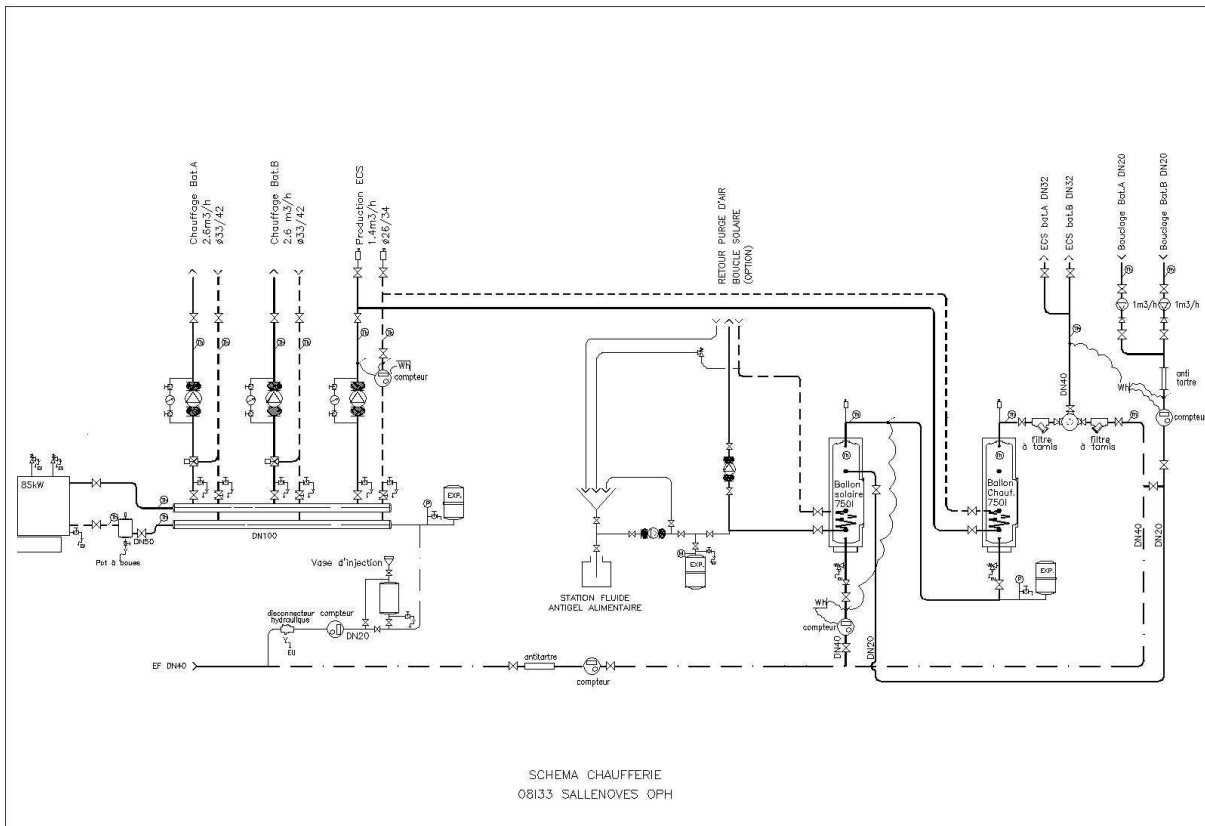 Chauffage Bat.A
2.6m3/h
ø33/42
Chauffage Bat.B
2.6 m3/h
ø33/42
Production ECS
1.4m3/h
ø26/34
RETOUR PURGE D'AIR
BOUCLE SOLAIRE
(OPTION)
ECS bat.A DN32
ECS bat.B DN32
Bouclage Bat.A DN20
Bouclage Bat.B DN20
1m3/h
1m3/h
Wh
compteur
DN40
Wh
anti
tartre
compteur
filtre
à tamis
filtre
à tamis
85kW
Pot à boues
DN50
DN100
P
EXP.
Ballon
solaire
750l
Ballon
Chauf.
750l
Vase d'injection
disconnecteur
hydraulique
EU
compteur
DN20
STATION FLUIDE
ANTIGEL ALIMENTAIRE
M
EXP.
P
EXP.
Wh
compteur
DN40
DN20
DN40
DN20
EF DN40
antitartre
compteur
SCHEMA CHAUFFERIE
08133 SALLENOVES OPH